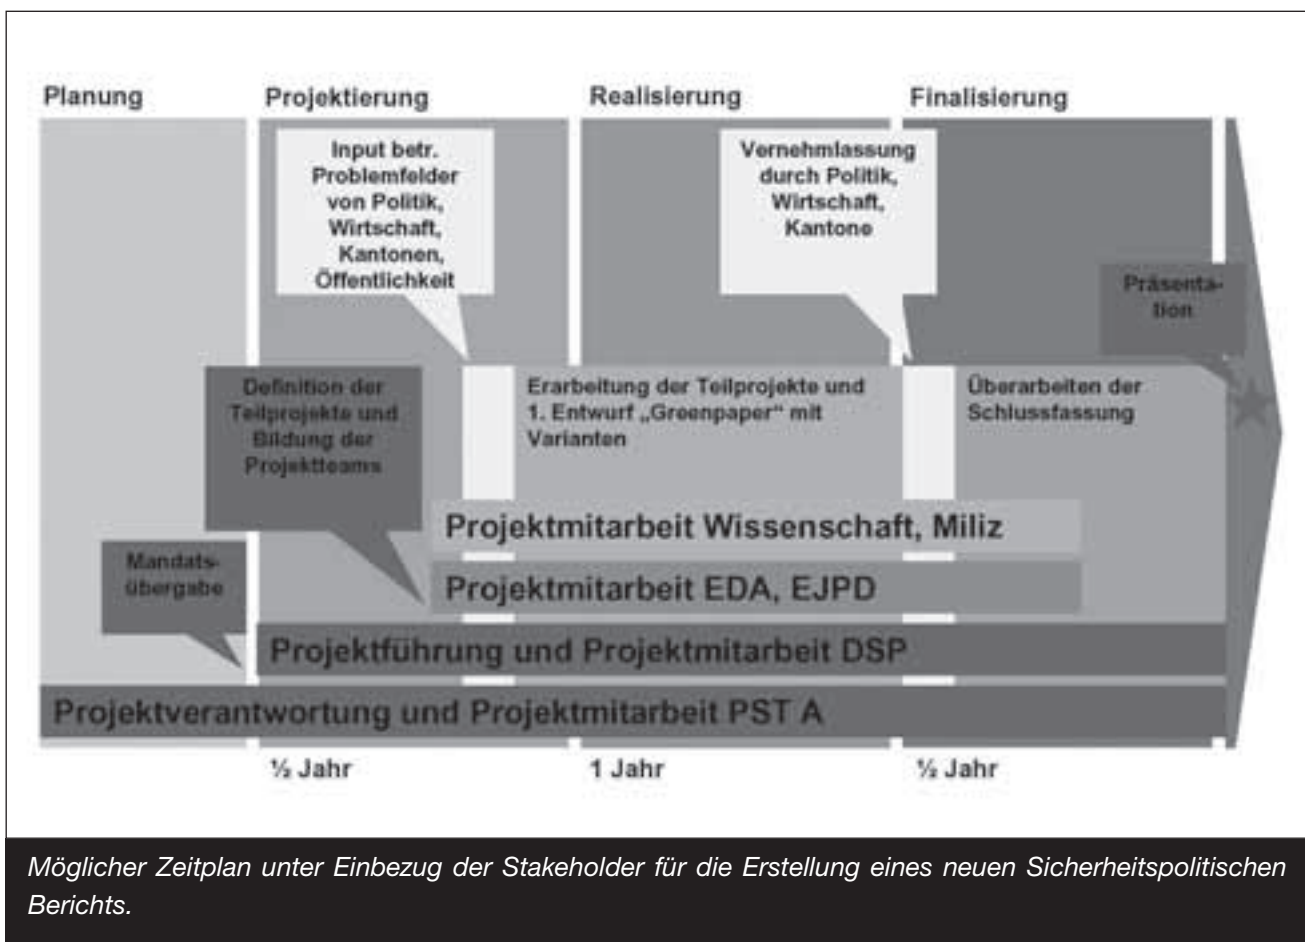 Planung
Projektierung
Realisierung
Finalisierung
Input betr.
Problemfelder
von Politik,
Wirtschaft,
Kantonen,
Öffentlichkeit
Vernehmlassung
durch Politik,
Wirtschaft,
Kantone
Präsenta-
tion
Definition der
Teilprojekte und
Bildung der
Projektteams
Erarbeitung der Teilprojekte und
1. Entwurf „Greenpaper“ mit
Varianten
Überarbeiten der
Schlussfassung
Projektmitarbeit Wissenschaft, Miliz
Mandats-
übergabe
Projektmitarbeit EDA, EJPD
Projektführung und Projektmitarbeit DSP
Projektverantwortung und Projektmitarbeit PST A
½ Jahr
1 Jahr
½ Jahr
Möglicher Zeitplan unter Einbezug der Stakeholder für die Erstellung eines neuen Sicherheitspolitischen
Berichts.